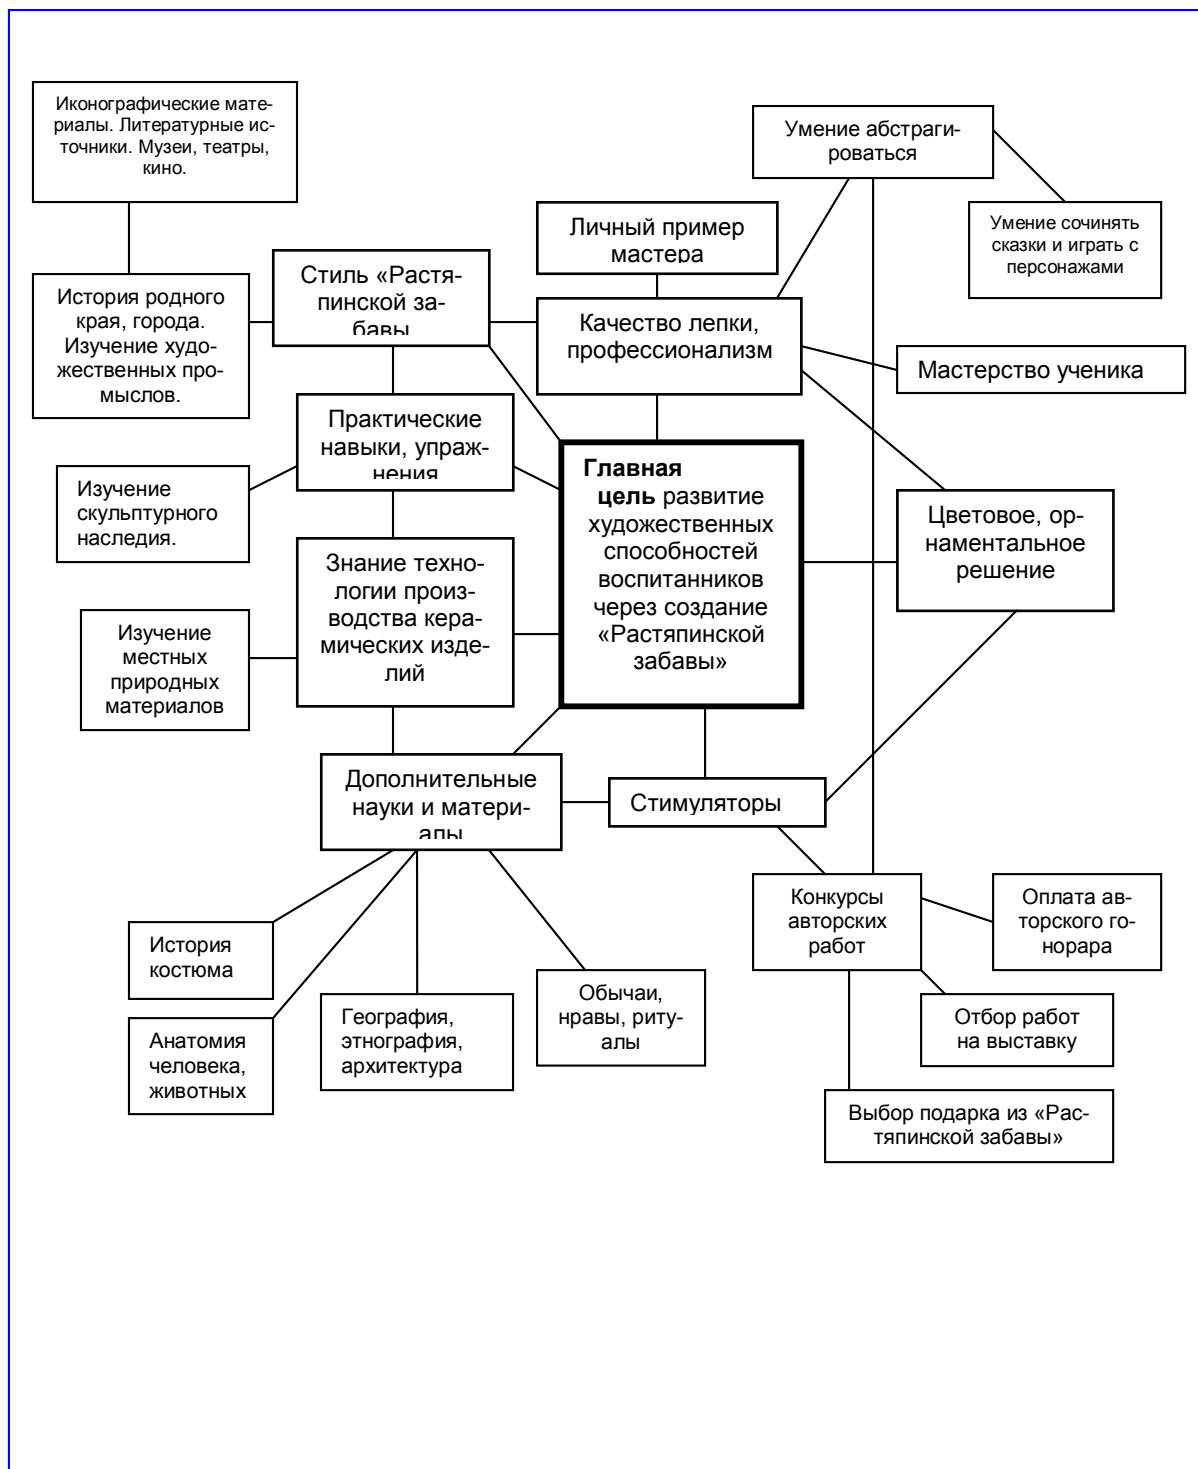 Иконографические мате-
риалы. Литературные ис-
точники. Музеи, театры,
кино.
Умение абстраги-
роваться
Умение сочинять
сказки и играть с
персонажами
Личный пример
мастера
Стиль «Растя-
пинской за-
бавы
История родного
края, города.
Изучение худо-
жественных про-
мыслов.
Качество лепки,
профессионализм
Мастерство ученика
Практические
навыки, упраж-
нения
Изучение
скульптурного
наследия.
Главная
цель развитие
художественных
способностей
воспитанников
через создание
«Растяпинской
забавы»
Цветовое, ор-
наментальное
решение
Знание техно-
логии произ-
водства кера-
мических изде-
лий
Изучение
местных
природных
материалов
Дополнительные
науки и матери-
алы
Стимуляторы
Конкурсы
авторских
работ
Оплата ав-
торского го-
норара
История
костюма
Обычаи,
нравы, риту-
алы
География,
этнография,
архитектура
Отбор работ
на выставку
Анатомия
человека,
животных
Выбор подарка из «Рас-
тяпинской забавы»